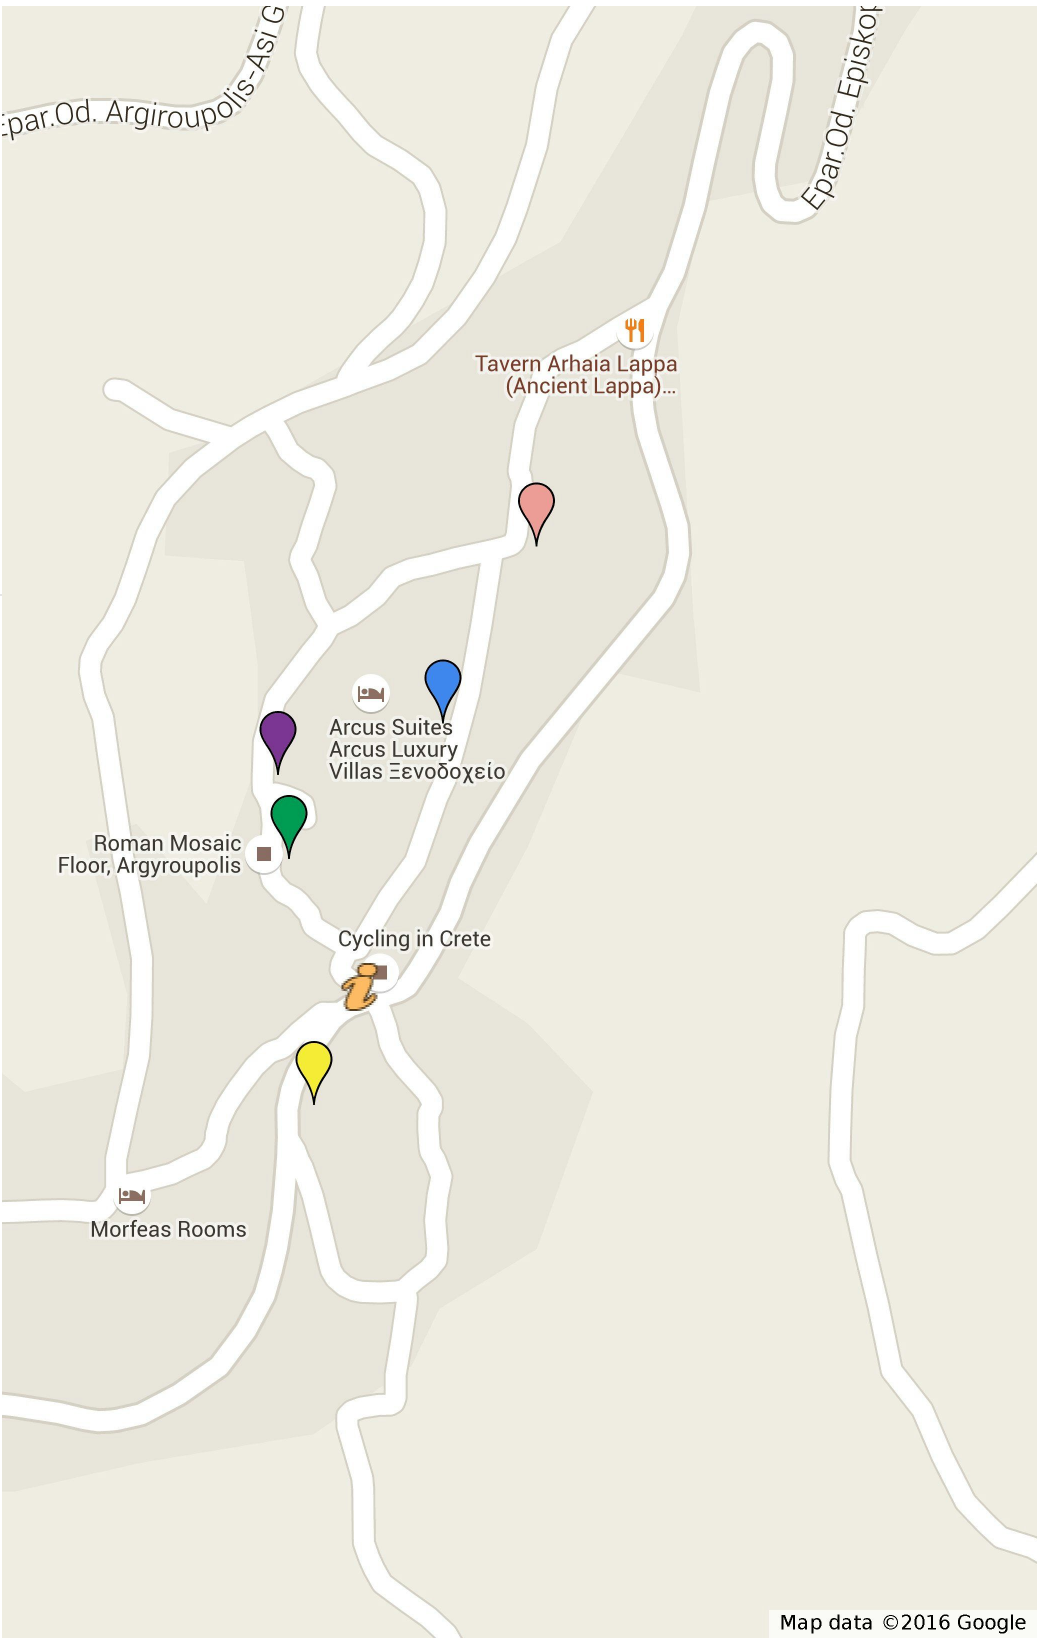 Epar.Od. Argiroupolis-Asi G
Epar.Od. Episkop
Tavern Arhaia Lappa
(Ancient Lappa)...
Arcus Suites
Arcus Luxury
Villas Ξενοδοχείο
Roman Mosaic
Floor, Argyroupolis
Cycling in Crete
i
Morfeas Rooms
Map data ©2016 Google